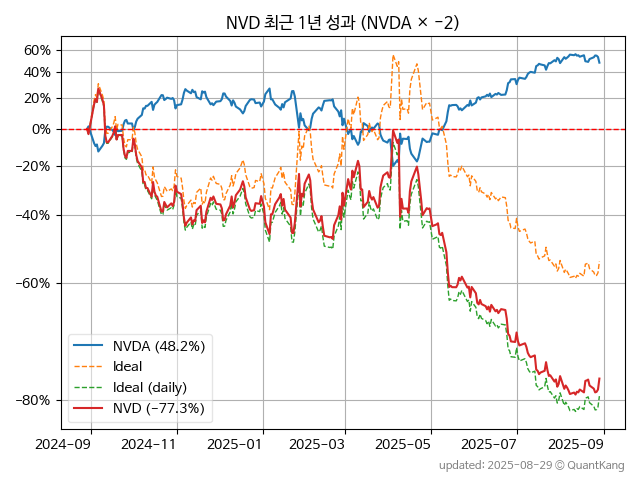 NVD 최근 1년 성과 (NVDA × −2)
60%
40%
20%
0%
−20%
−40%
−60%
−80%
NVDA (48.2%)
Ideal
Ideal (daily)
NVD (−77.3%)
2024-09 2024-11 2025-01 2025-03 2025-05 2025-07 2025-09
updated: 2025-08-29 © QuantKang